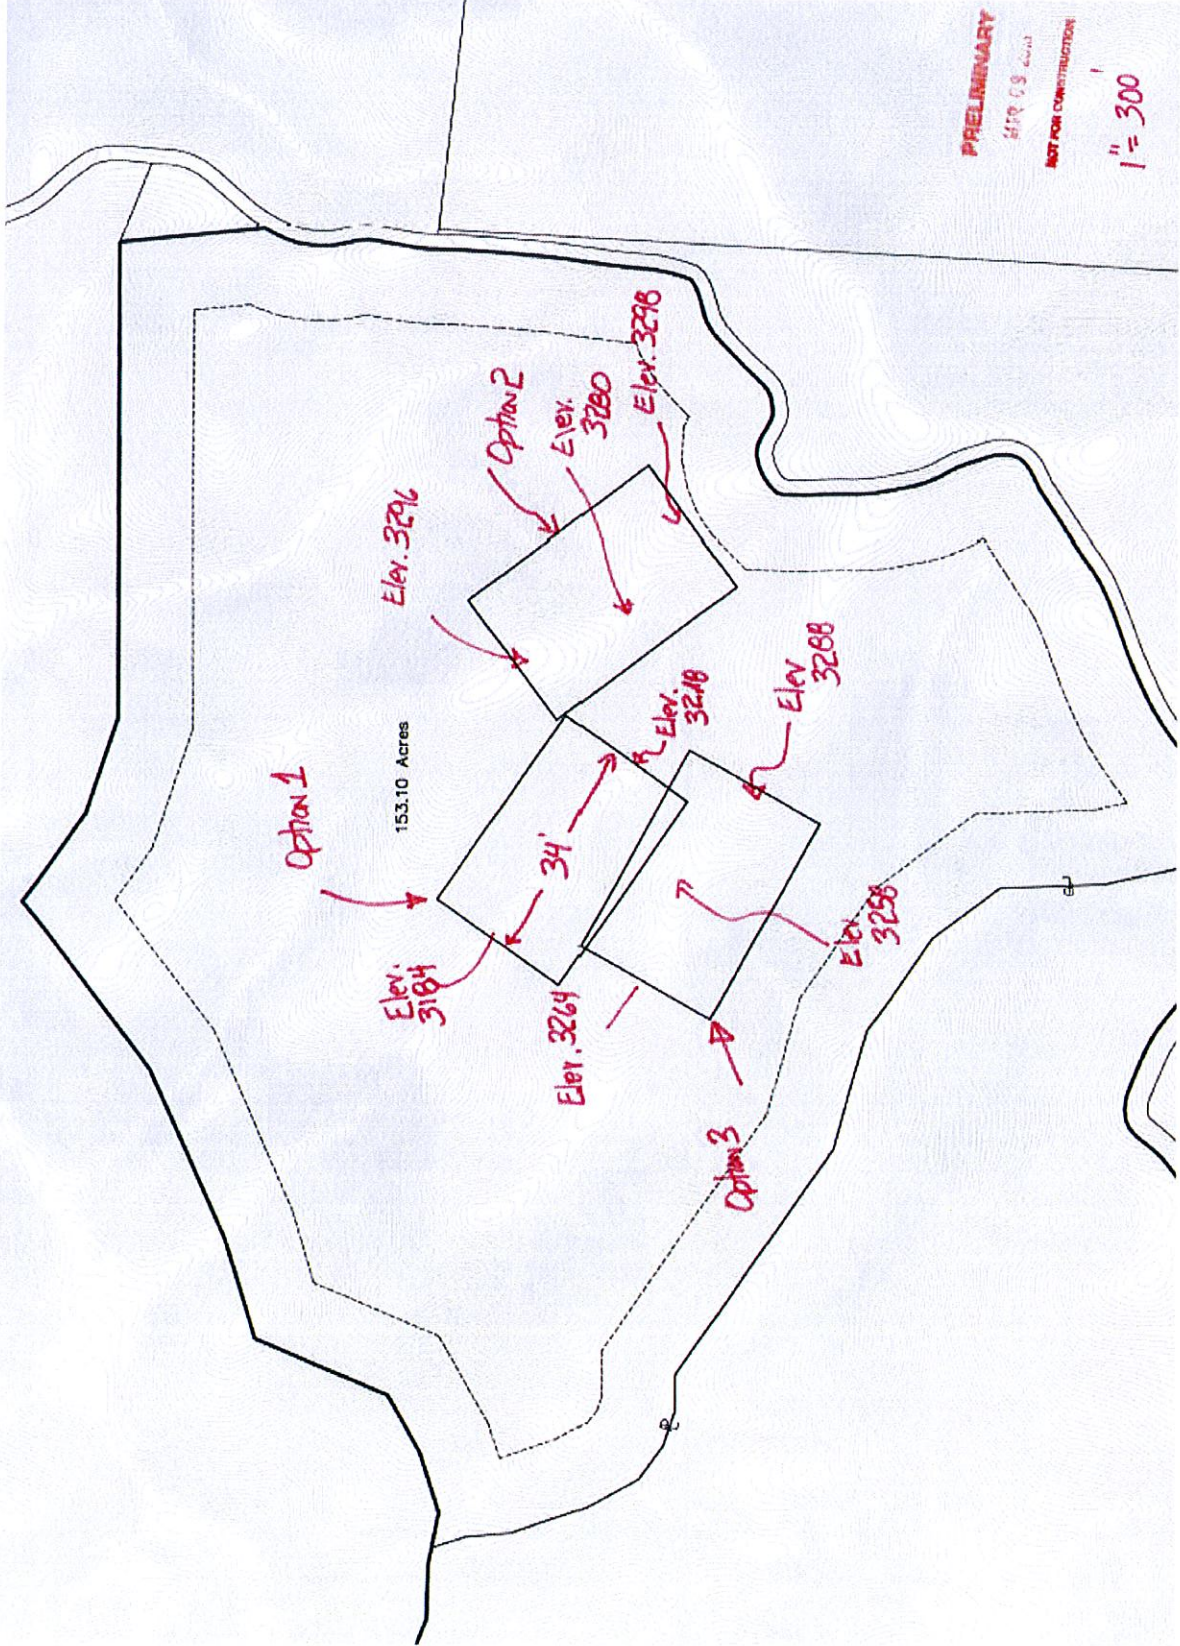 PRELIMINARY
NOT FOR CONSTRUCTION
1" = 300'
Option 2
Elev. 3296
Elev.
3280
Elev. 3298
Option 1
153.10 Acres
34'
Elev.
3218
Elev
3288
Elev.
3184
Elev. 3264
Elev.
3258
Option 3